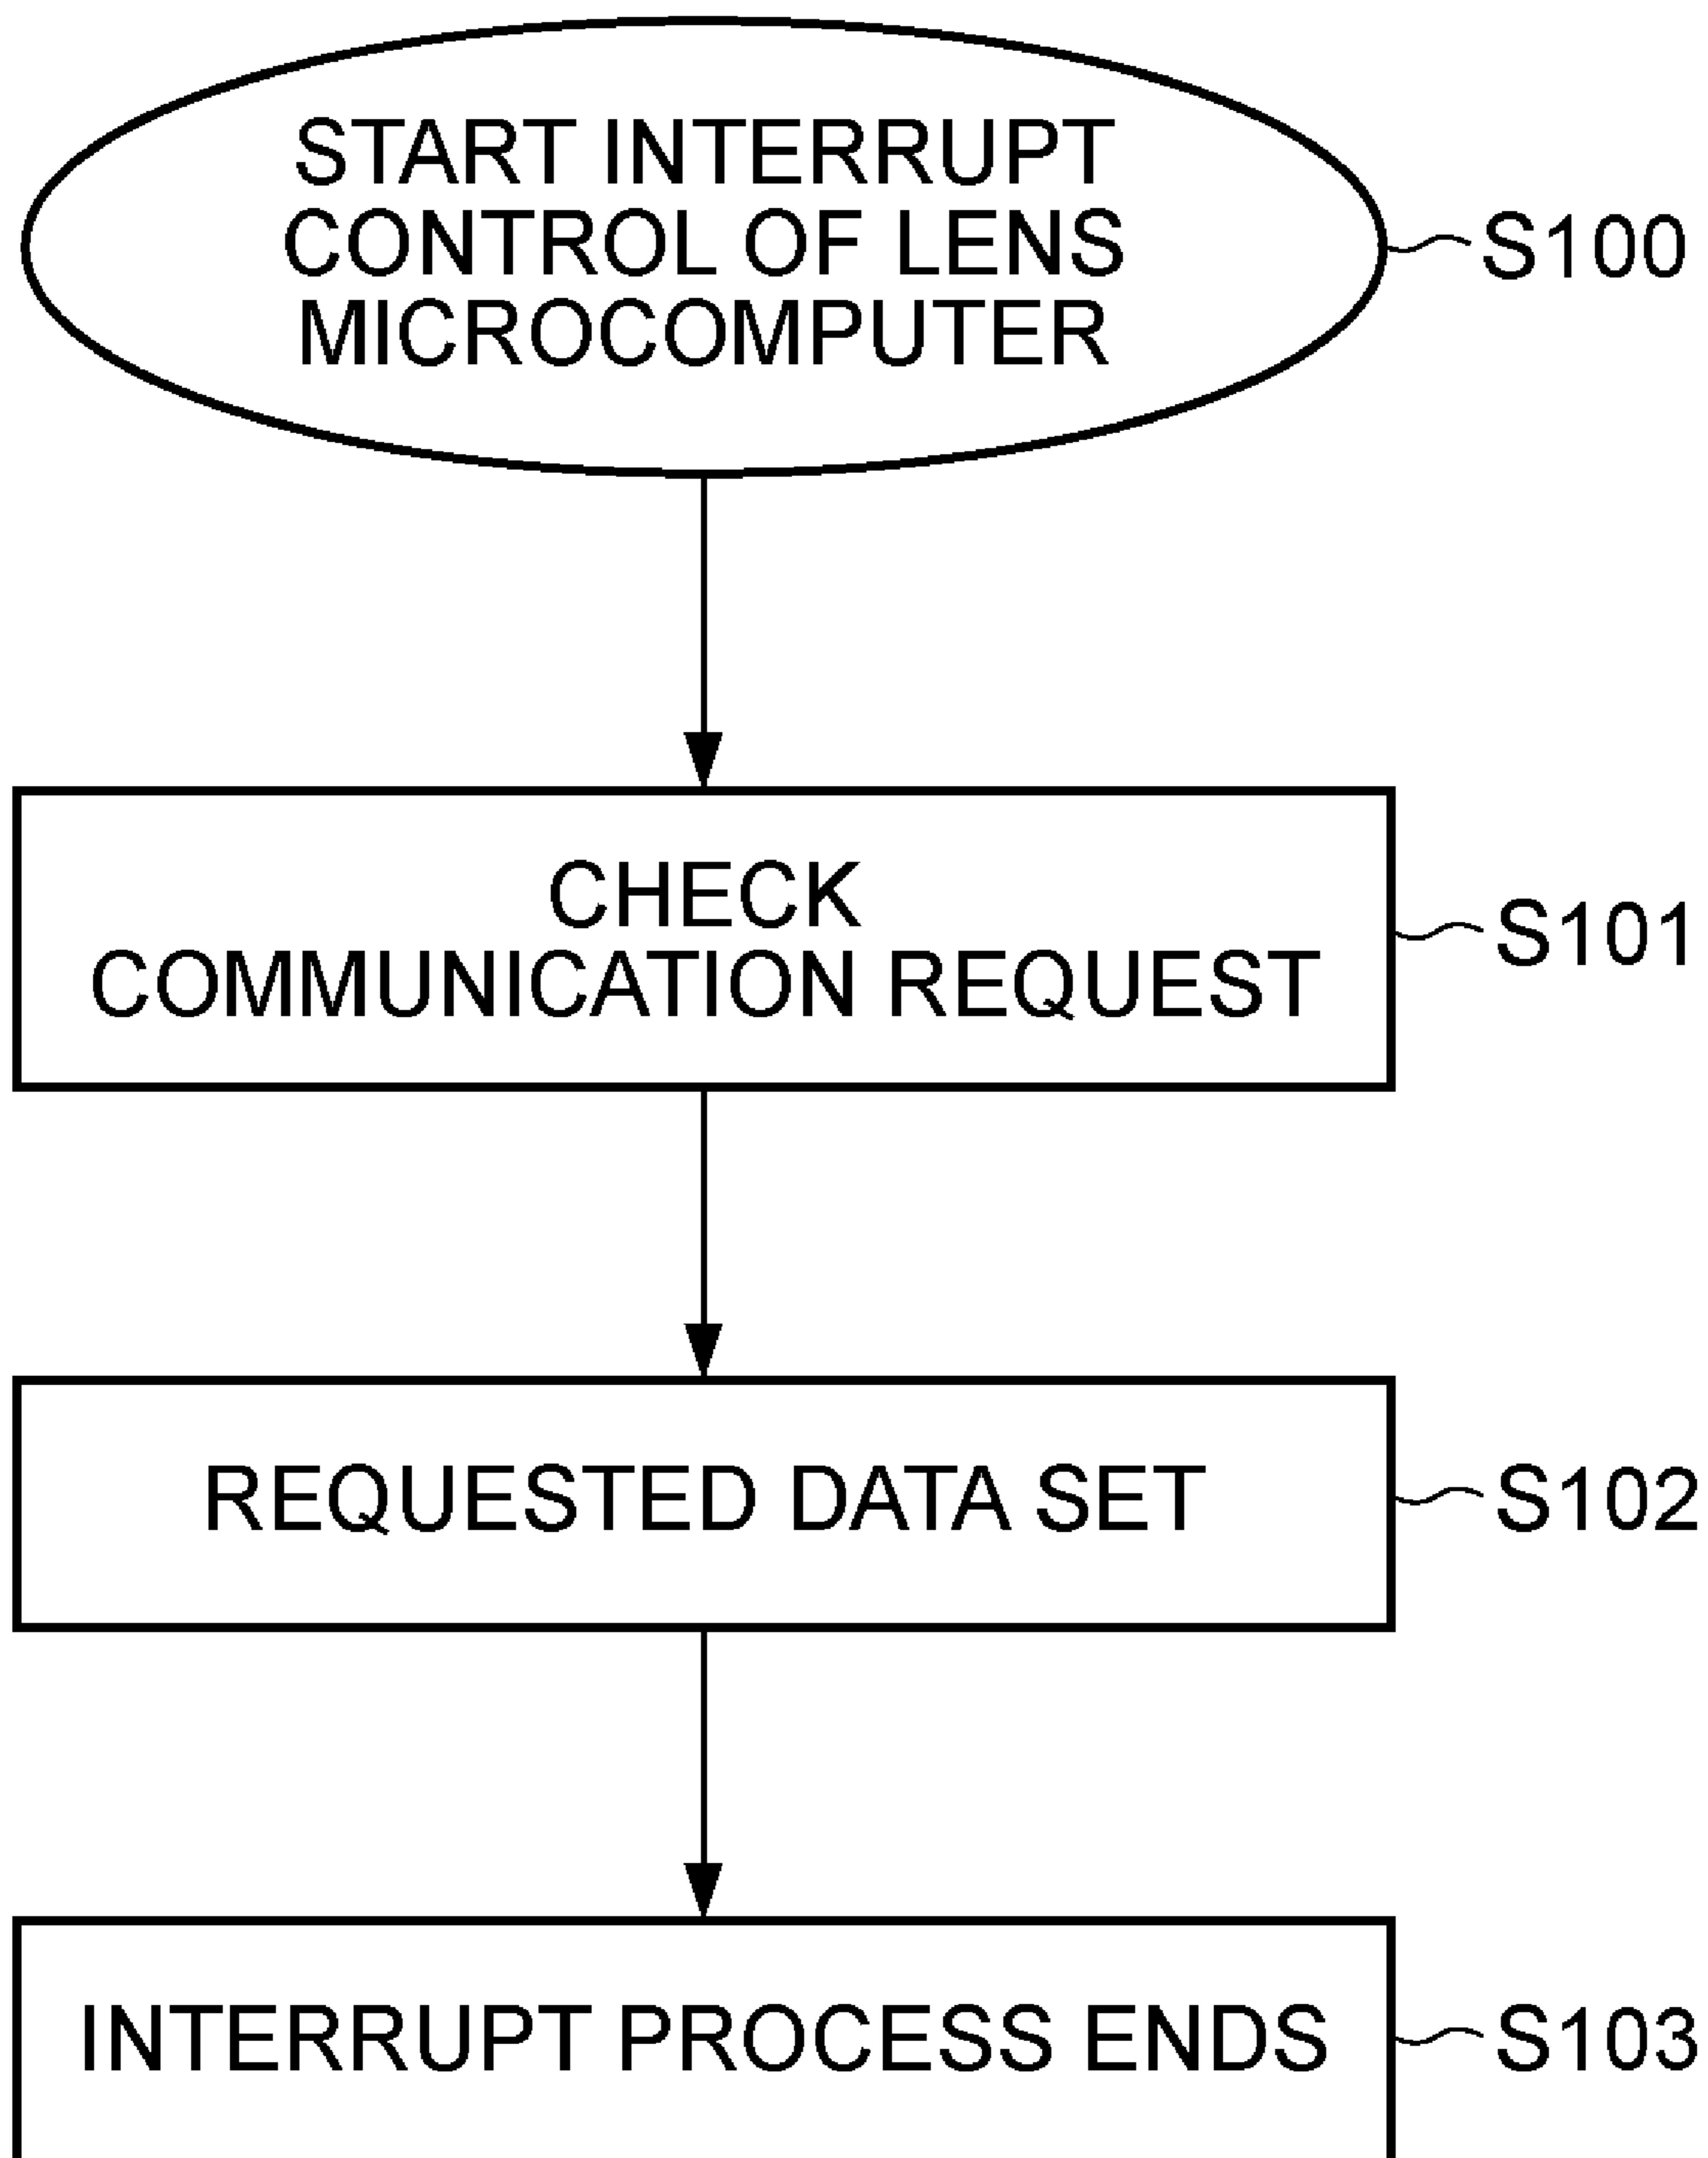 START INTERRUPT
CONTROL OF LENS
MICROCOMPUTER
S100
CHECK
COMMUNICATION REQUEST
S101
REQUESTED DATA SET
S102
INTERRUPT PROCESS ENDS
S103